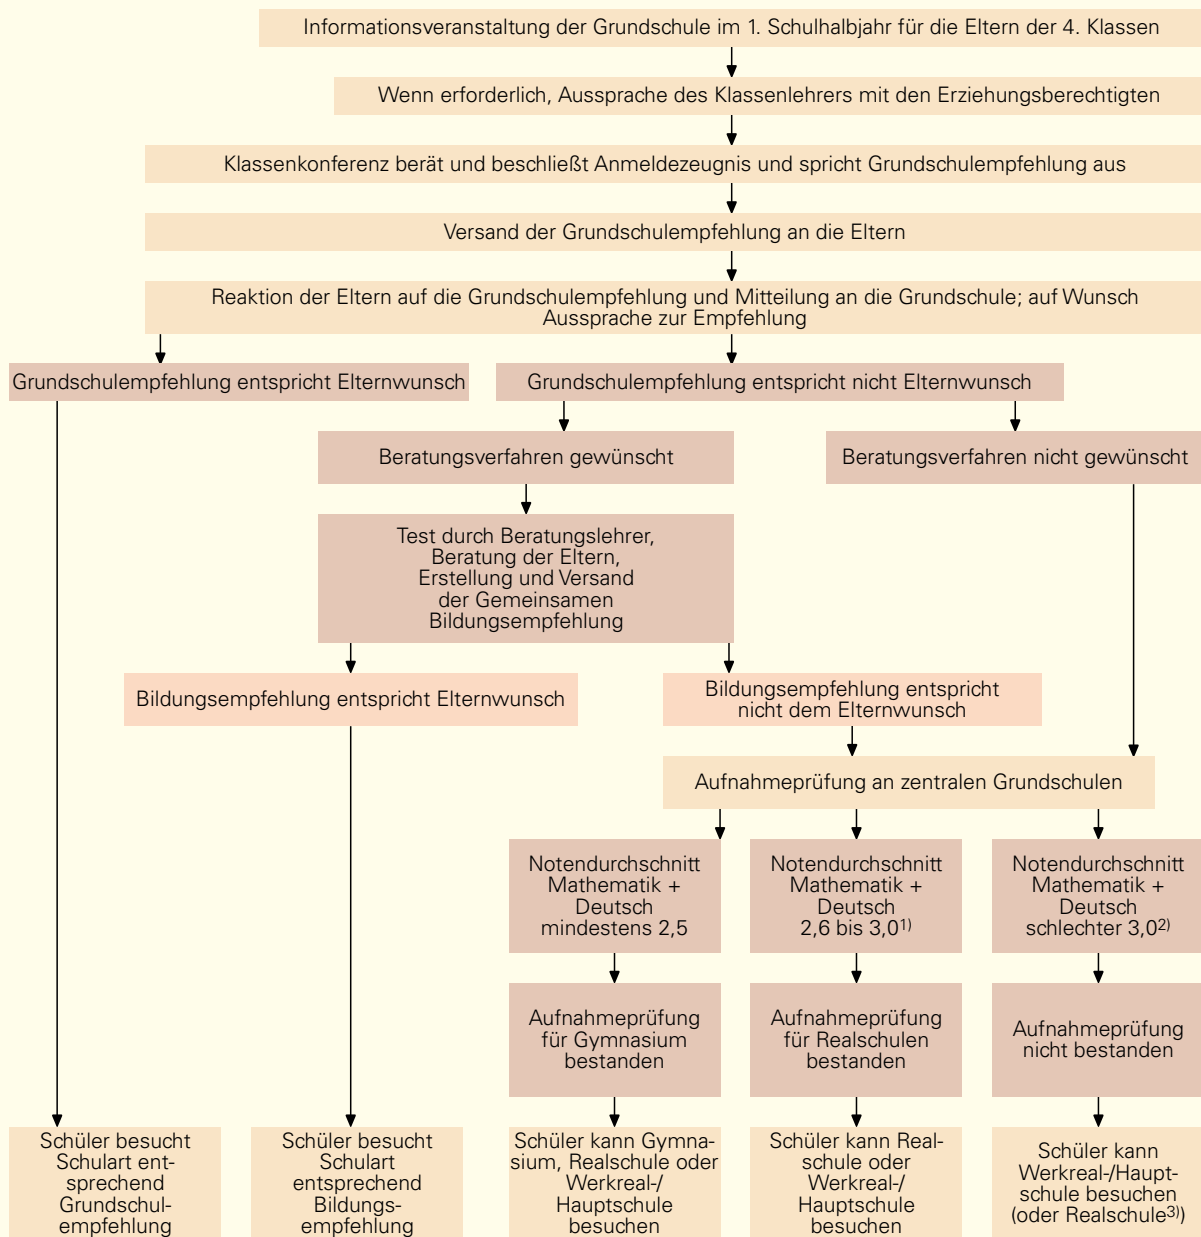 Informationsveranstaltung der Grundschule im 1. Schulhalbjahr für die Eltern der 4. Klassen
Wenn erforderlich, Aussprache des Klassenlehrers mit den Erziehungsberechtigten
Klassenkonferenz berät und beschließt Anmeldezeugnis und spricht Grundschulempfehlung aus
Versand der Grundschulempfehlung an die Eltern
Reaktion der Eltern auf die Grundschulempfehlung und Mitteilung an die Grundschule; auf Wunsch
Aussprache zur Empfehlung
Grundschulempfehlung entspricht Elternwunsch
Grundschulempfehlung entspricht nicht Elternwunsch
Beratungsverfahren gewünscht
Beratungsverfahren nicht gewünscht
Test durch Beratungslehrer,
Beratung der Eltern,
Erstellung und Versand
der Gemeinsamen
Bildungsempfehlung
Bildungsempfehlung entspricht Elternwunsch
Bildungsempfehlung entspricht
nicht dem Elternwunsch
Aufnahmeprüfung an zentralen Grundschulen
Notendurchschnitt
Mathematik +
Deutsch
mindestens 2,5
Notendurchschnitt
Mathematik +
Deutsch
2,6 bis 3,0¹⁾
Notendurchschnitt
Mathematik +
Deutsch
schlechter 3,0²⁾
Aufnahmeprüfung
für Gymnasium
bestanden
Aufnahmeprüfung
für Realschulen
bestanden
Aufnahmeprüfung
nicht bestanden
Schüler besucht
Schulart ent-
sprechend
Grundschul-
empfehlung
Schüler besucht
Schulart
entsprechend
Bildungs-
empfehlung
Schüler kann Gymna-
sium, Realschule oder
Werkreal-/
Hauptschule
besuchen
Schüler kann Real-
schule oder
Werkreal-/
Hauptschule
besuchen
Schüler kann
Werkreal-/Haupt-
schule besuchen
(oder Realschule³⁾)